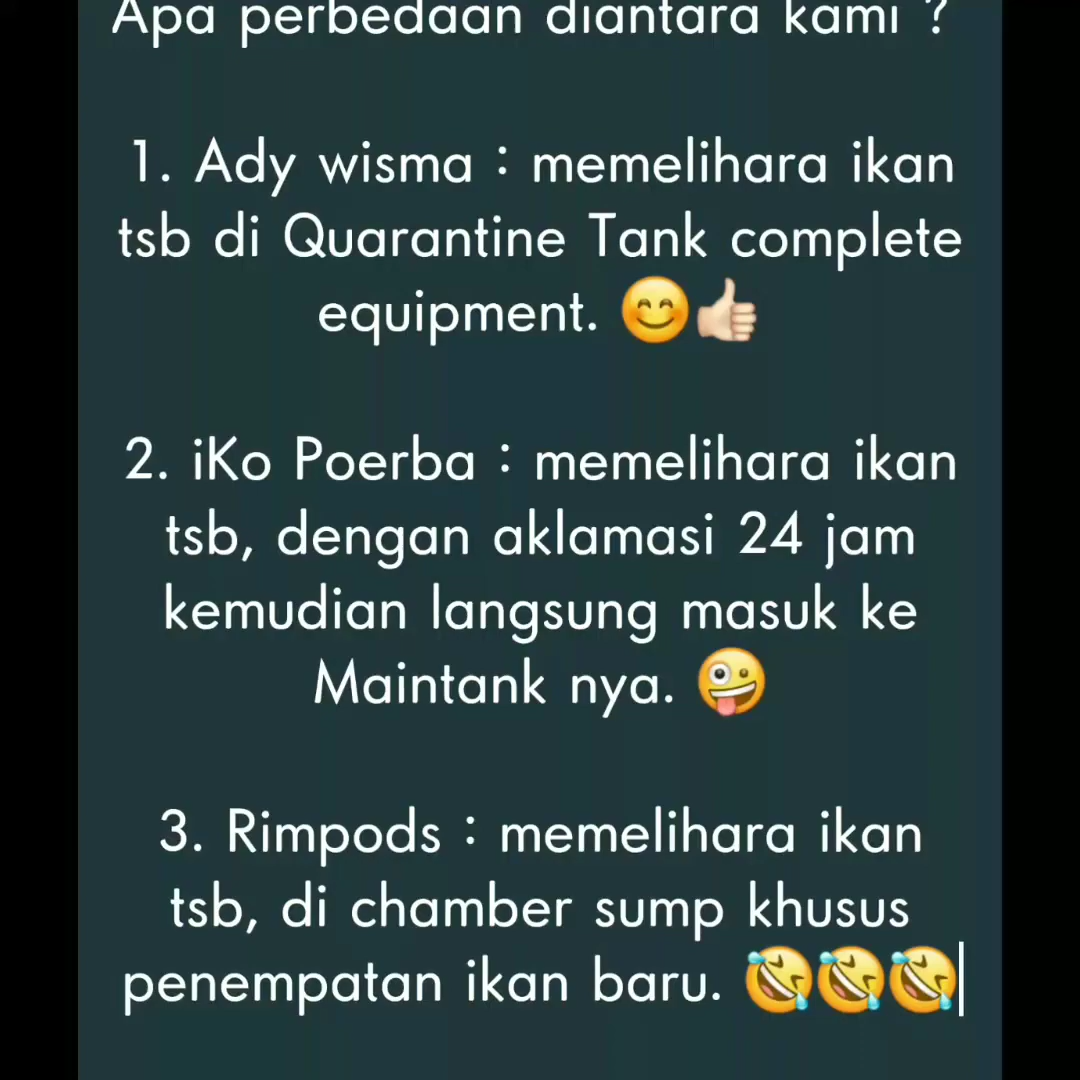 Apa perbedaan diantara kami ?
1. Ady wisma : memelihara ikan
tsb di Quarantine Tank complete
equipment. 😊👍🏻
2. iKo Poerba : memelihara ikan
tsb, dengan aklamasi 24 jam
kemudian langsung masuk ke
Maintank nya. 🤪
3. Rimpods : memelihara ikan
tsb, di chamber sump khusus
penempatan ikan baru. 🤣🤣🤣